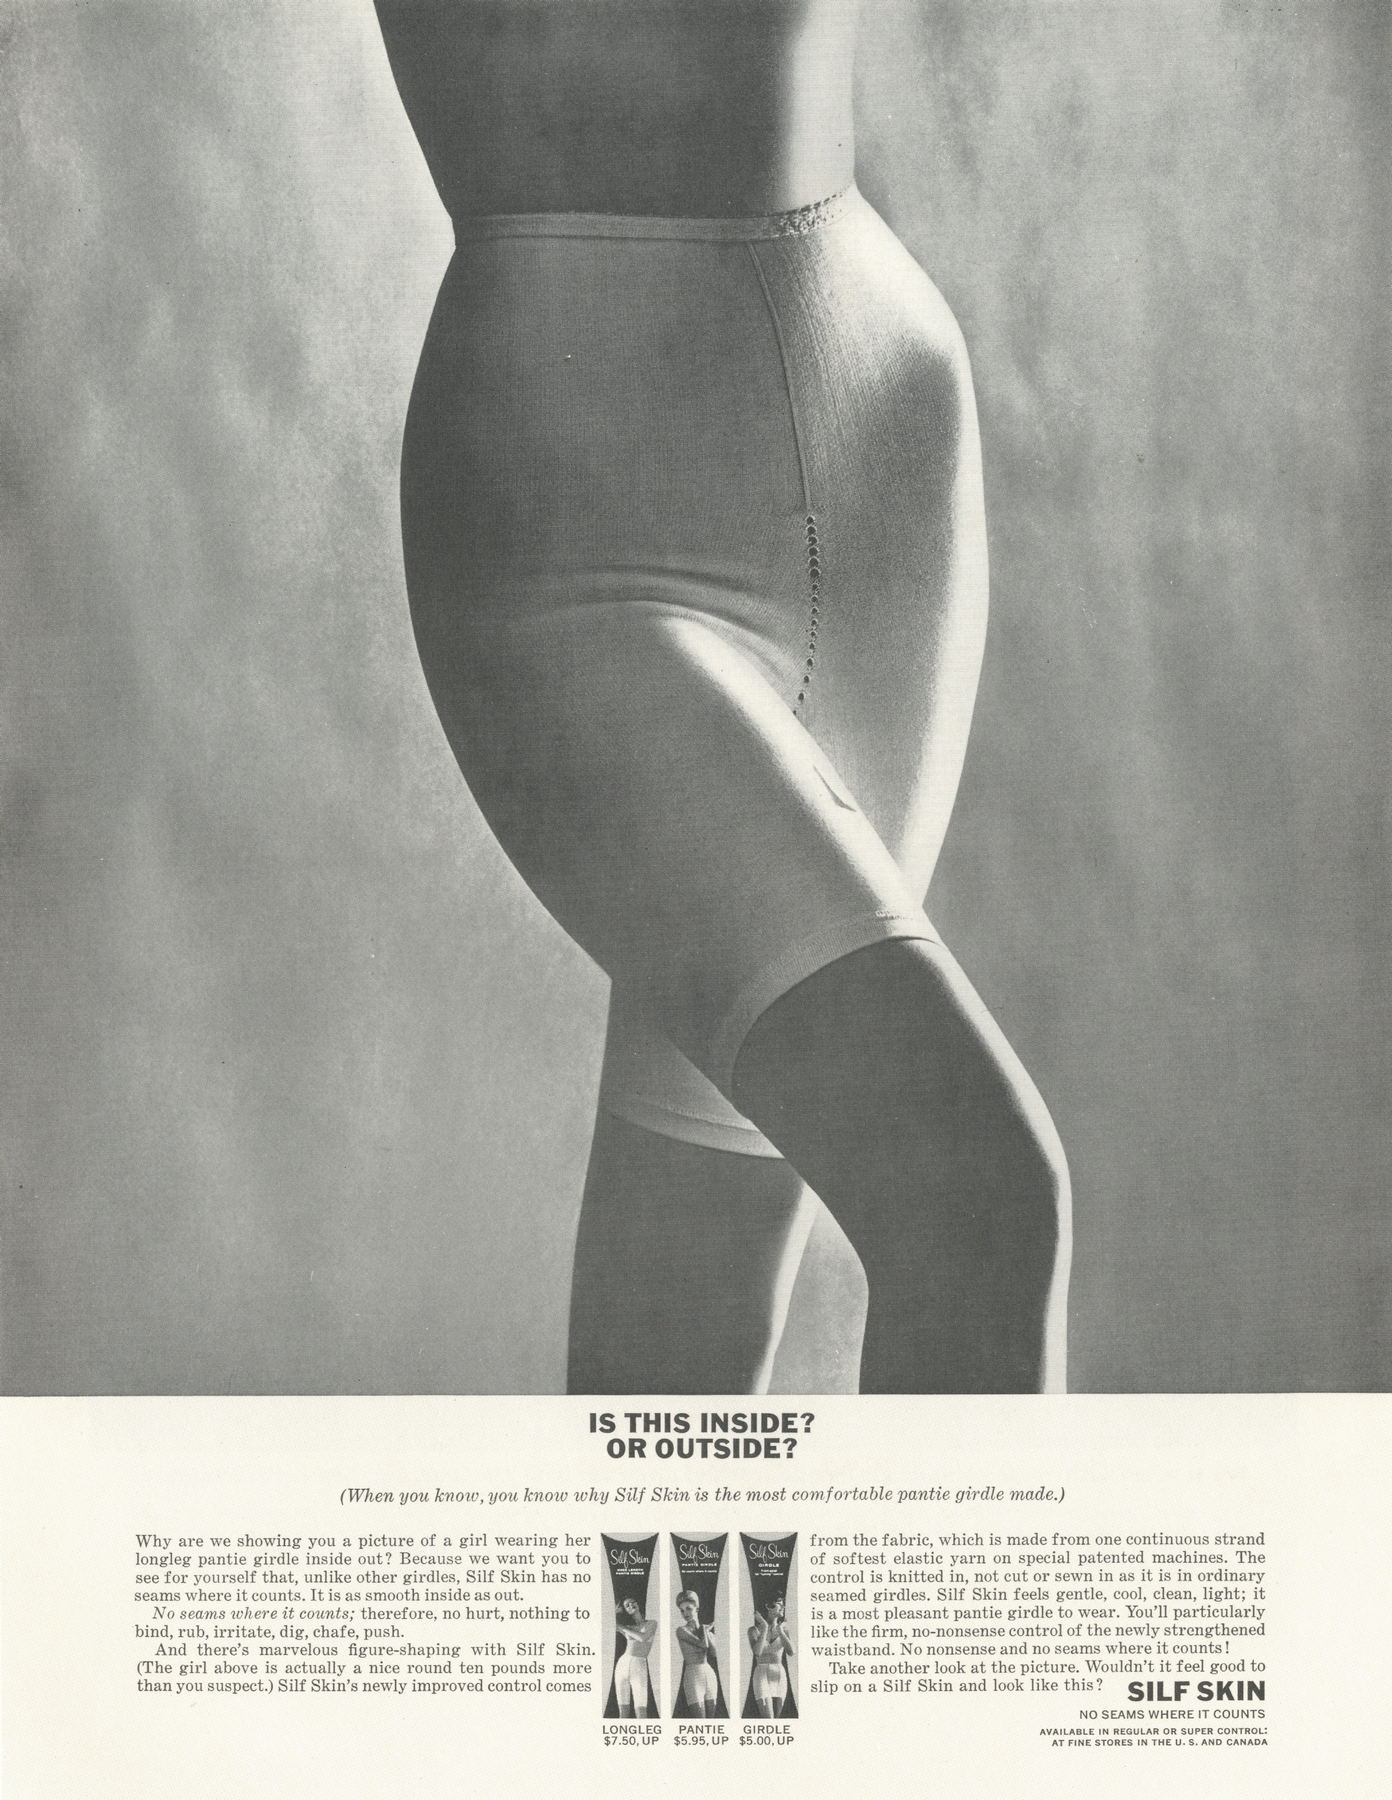 IS THIS INSIDE?
OR OUTSIDE?
(When you know, you know why Silf Skin is the most comfortable pantie girdle made.)
Why are we showing you a picture of a girl wearing her
longleg pantie girdle inside out? Because we want you to
see for yourself that, unlike other girdles, Silf Skin has no
seams where it counts. It is as smooth inside as out.
No seams where it counts; therefore, no hurt, nothing to
bind, rub, irritate, dig, chafe, push.
And there's marvelous figure-shaping with Silf Skin.
(The girl above is actually a nice round ten pounds more
than you suspect.) Silf Skin's newly improved control comes
Silf Skin
PANTIE GIRDLE
LONGLEG
$7.50, UP
Silf Skin
PANTIE GIRDLE
No seams where it counts
PANTIE
$5.95, UP
Silf Skin
GIRDLE
GIRDLE
$5.00, UP
from the fabric, which is made from one continuous strand
of softest elastic yarn on special patented machines. The
control is knitted in, not cut or sewn in as it is in ordinary
seamed girdles. Silf Skin feels gentle, cool, clean, light; it
is a most pleasant pantie girdle to wear. You'll particularly
like the firm, no-nonsense control of the newly strengthened
waistband. No nonsense and no seams where it counts!
Take another look at the picture. Wouldn't it feel good to
slip on a Silf Skin and look like this?
SILF SKIN
NO SEAMS WHERE IT COUNTS
AVAILABLE IN REGULAR OR SUPER CONTROL:
AT FINE STORES IN THE U. S. AND CANADA